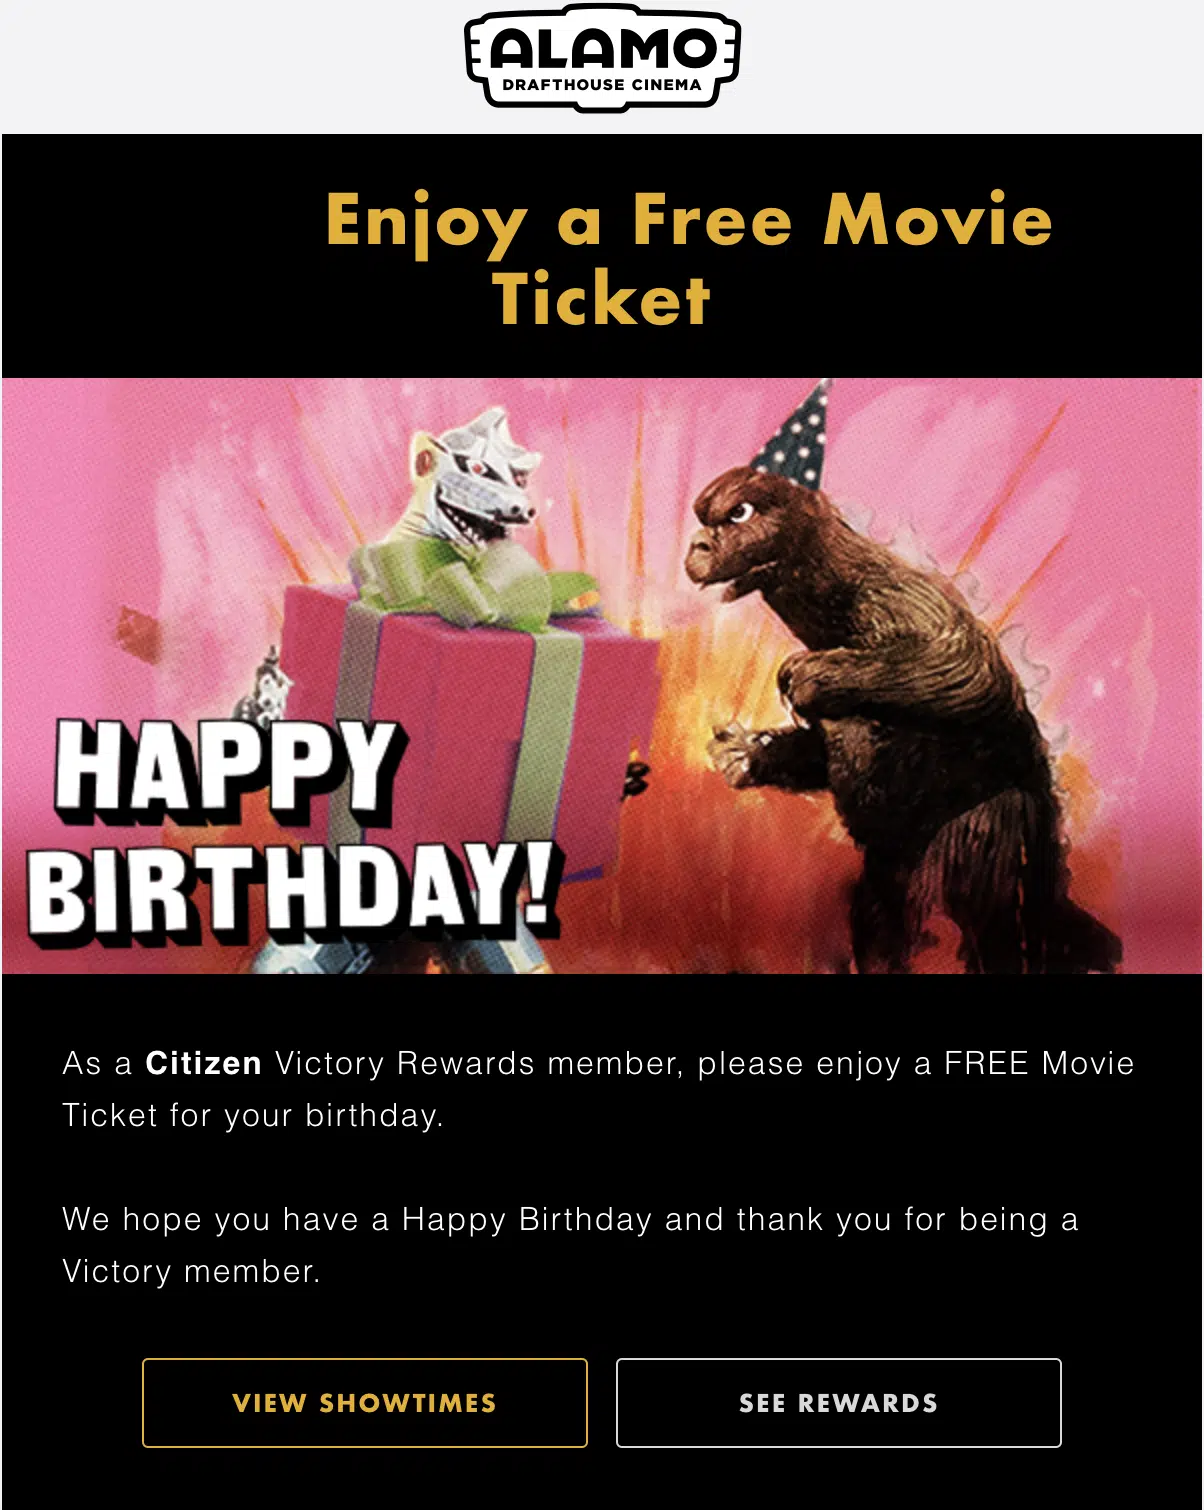 ALAMO
DRAFTHOUSE CINEMA
Enjoy a Free Movie
Ticket
HAPPY
BIRTHDAY!
As a Citizen Victory Rewards member, please enjoy a FREE Movie
Ticket for your birthday.
We hope you have a Happy Birthday and thank you for being a
Victory member.
VIEW SHOWTIMES
SEE REWARDS